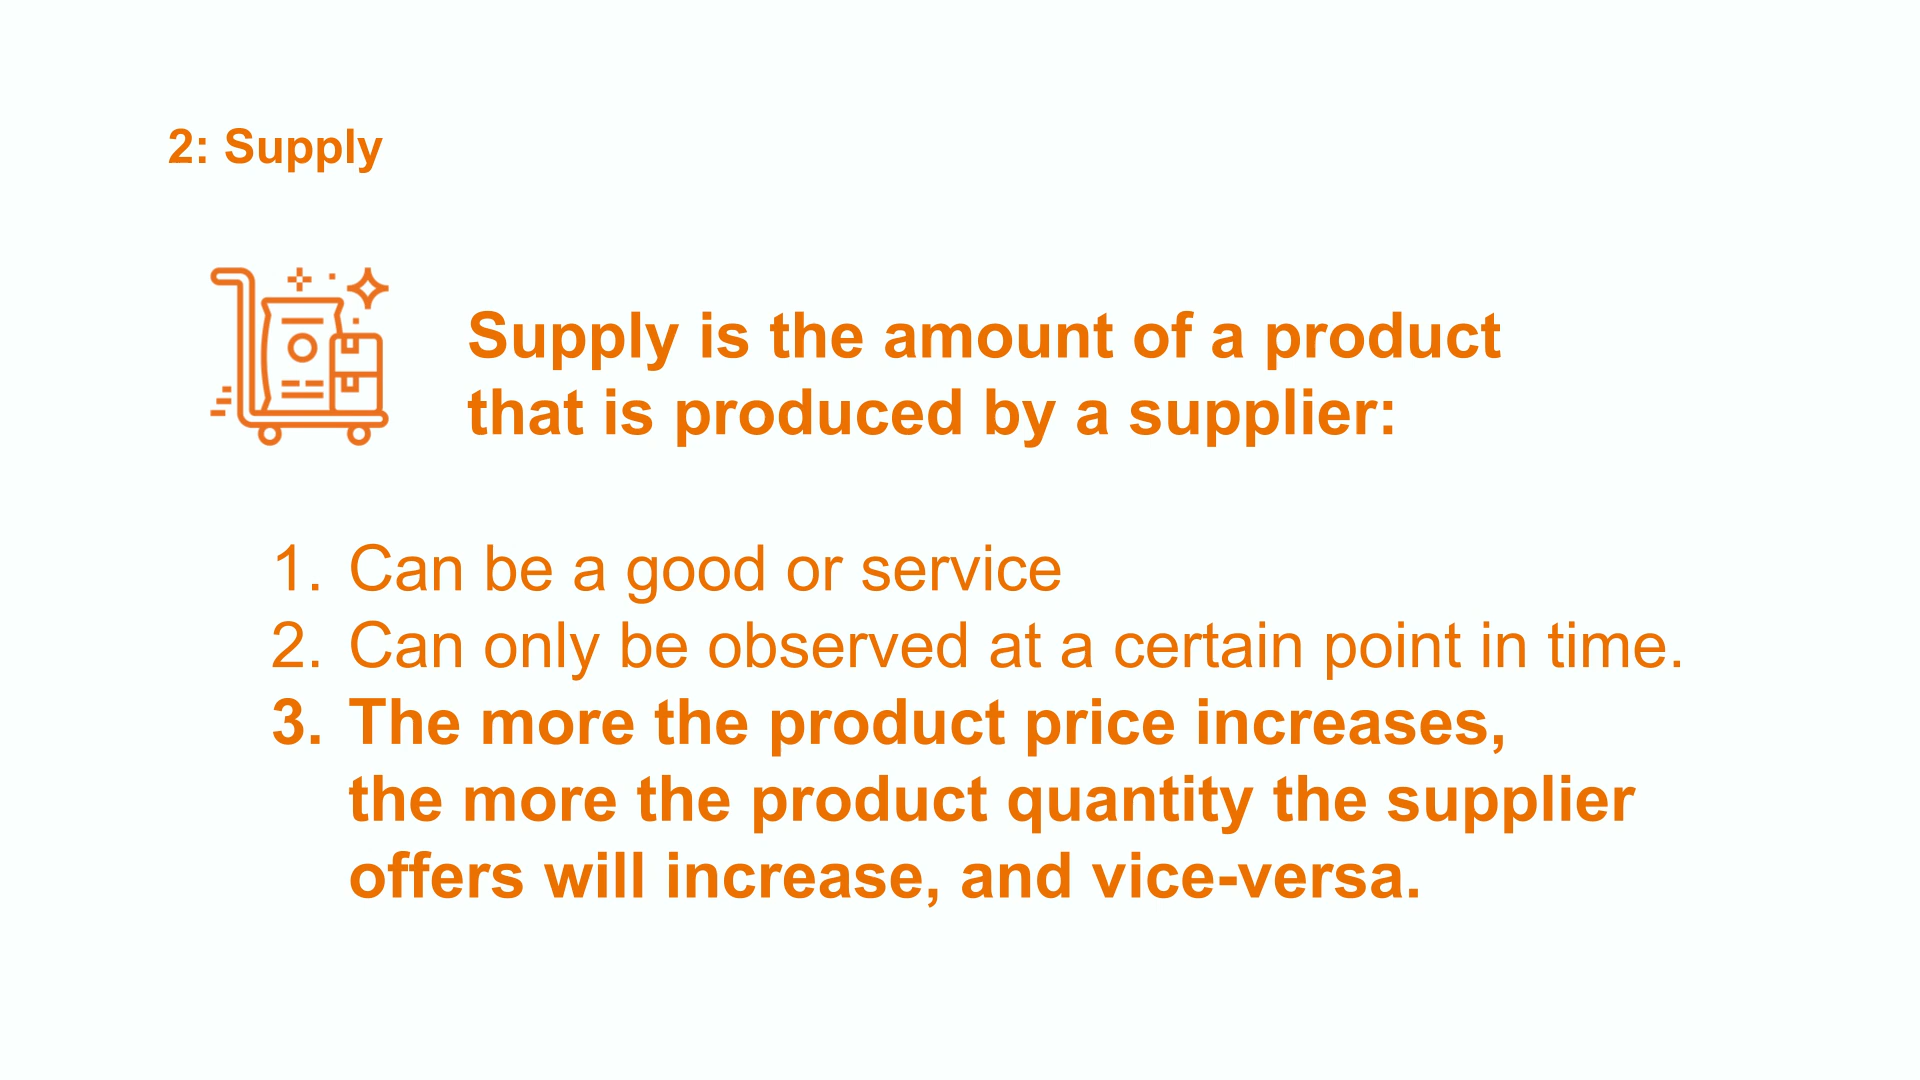 2: Supply
Supply is the amount of a product
that is produced by a supplier:
1. Can be a good or service
2. Can only be observed at a certain point in time.
3. The more the product price increases,
the more the product quantity the supplier
offers will increase, and vice-versa.